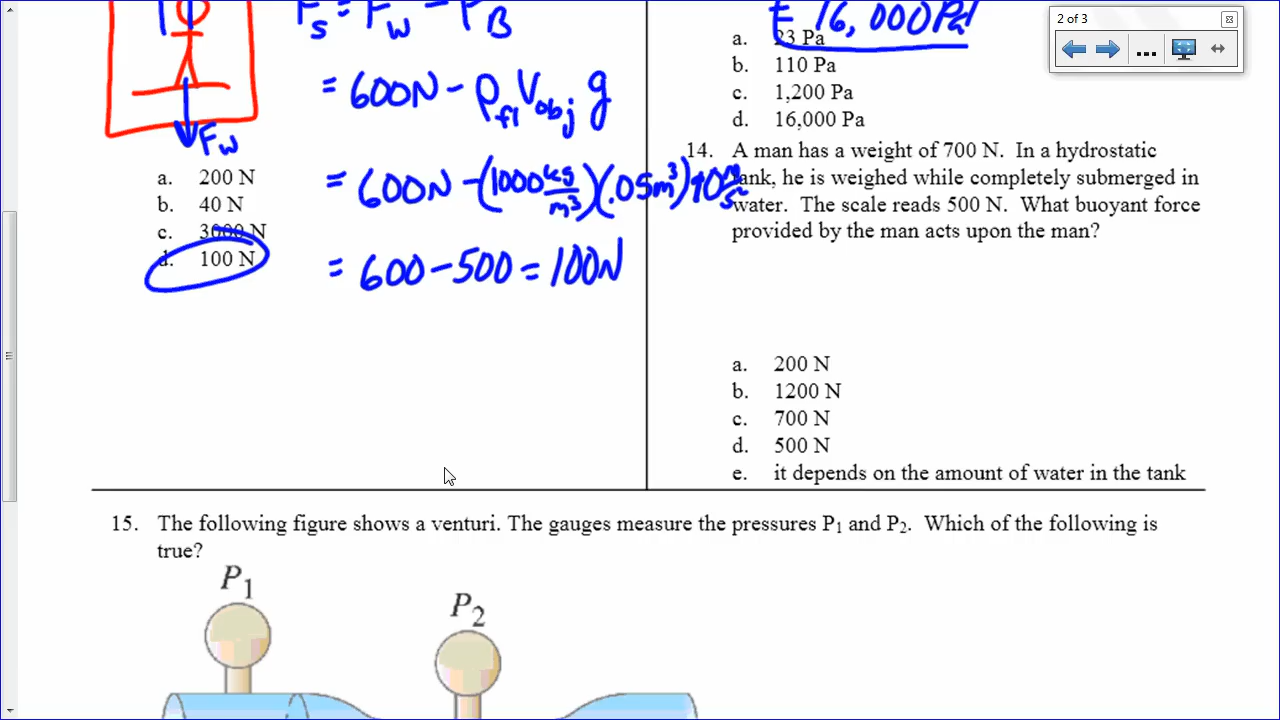 F_s = F_w - F_B
= 600N - ρ_fl V_obj g
= 600N - (1000 kg/m³)(.05m³)10 m/s²
= 600 - 500 = 100N
F_w
a. 200 N
b. 40 N
c. 3000 N
d. 100 N
= 16,000 Pa
a. 23 Pa
b. 110 Pa
c. 1,200 Pa
d. 16,000 Pa
14. A man has a weight of 700 N. In a hydrostatic
tank, he is weighed while completely submerged in
water. The scale reads 500 N. What buoyant force
provided by the man acts upon the man?
a. 200 N
b. 1200 N
c. 700 N
d. 500 N
e. it depends on the amount of water in the tank
15. The following figure shows a venturi. The gauges measure the pressures P₁ and P₂. Which of the following is
true?
P₁
P₂
2 of 3
...